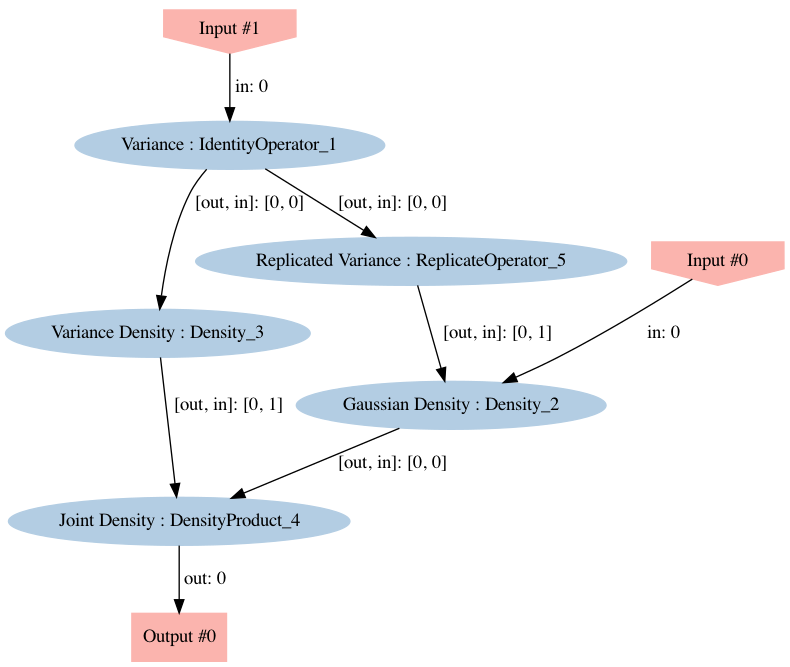 Input #1
in: 0
Variance : IdentityOperator_1
[out, in]: [0, 0]
[out, in]: [0, 0]
Replicated Variance : ReplicateOperator_5
Input #0
Variance Density : Density_3
[out, in]: [0, 1]
in: 0
[out, in]: [0, 1]
Gaussian Density : Density_2
[out, in]: [0, 0]
Joint Density : DensityProduct_4
out: 0
Output #0